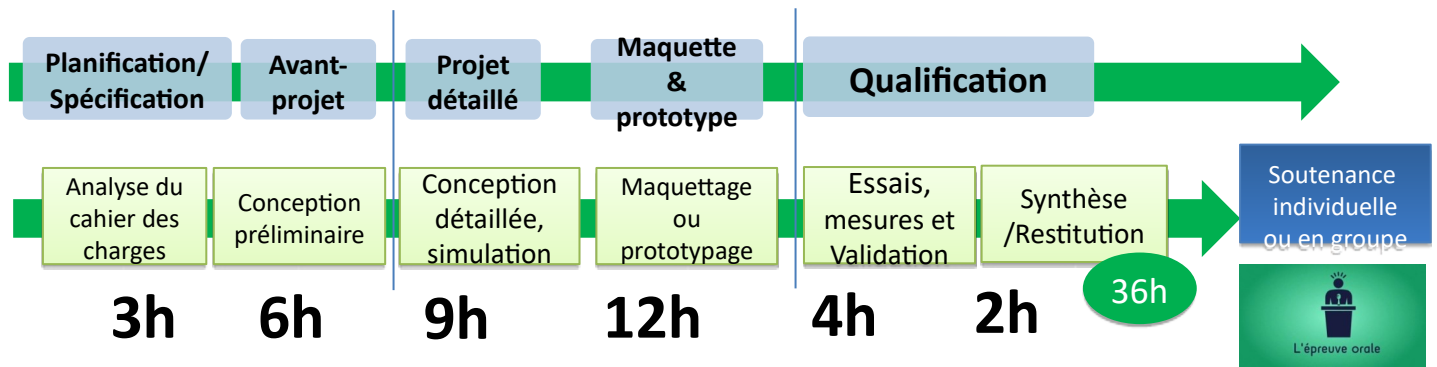 Planification/
Spécification
Avant-
projet
Projet
détaillé
Maquette
&
prototype
Qualification
Analyse du
cahier des
charges
Conception
préliminaire
Conception
détaillée,
simulation
Maquettage
ou
prototypage
Essais,
mesures et
Validation
Synthèse
/Restitution
Soutenance
individuelle
ou en groupe
3h
6h
9h
12h
4h
2h
36h
L'épreuve orale